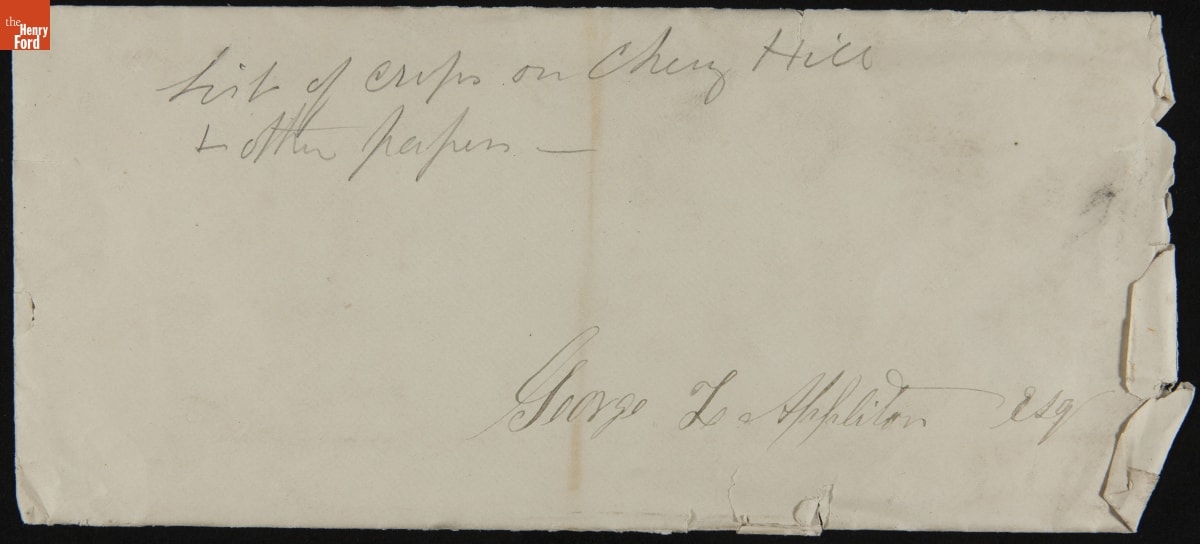 the
Henry
Ford
List of crops on Cherry Hill
+ other papers —
George L Appleton Esq